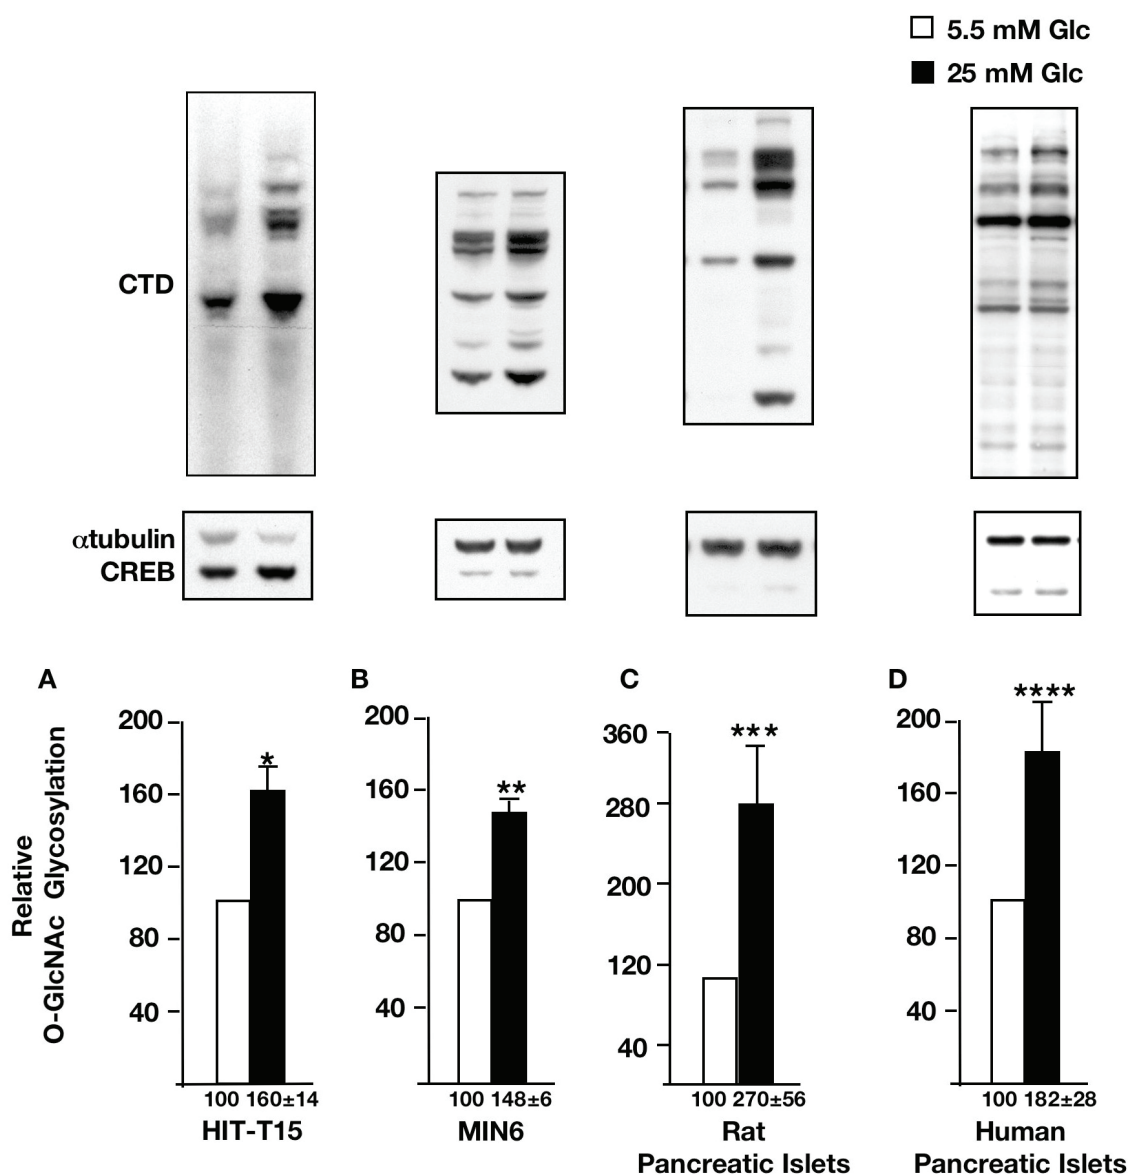 5.5 mM Glc
25 mM Glc
CTD
αtubulin
CREB
A
B
C
D
Relative
O-GlcNAc Glycosylation
200
160
120
80
40
*
100 160±14
HIT-T15
200
160
120
80
40
**
100 148±6
MIN6
360
280
200
120
40
***
100 270±56
Rat
Pancreatic Islets
200
160
120
80
40
****
100 182±28
Human
Pancreatic Islets